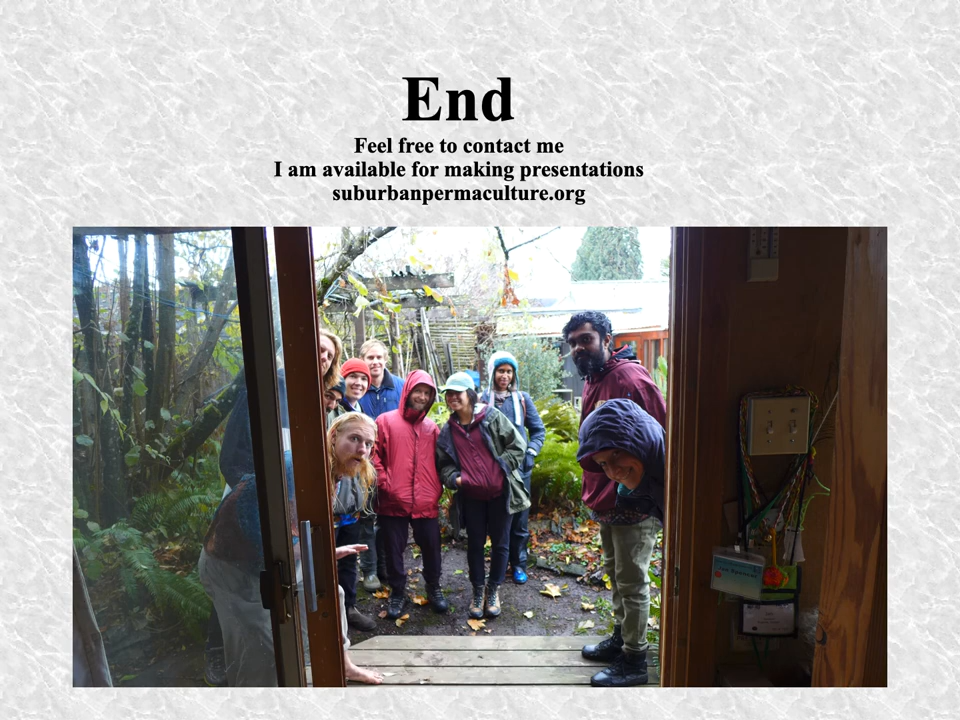 End
Feel free to contact me
I am available for making presentations
suburbanpermaculture.org